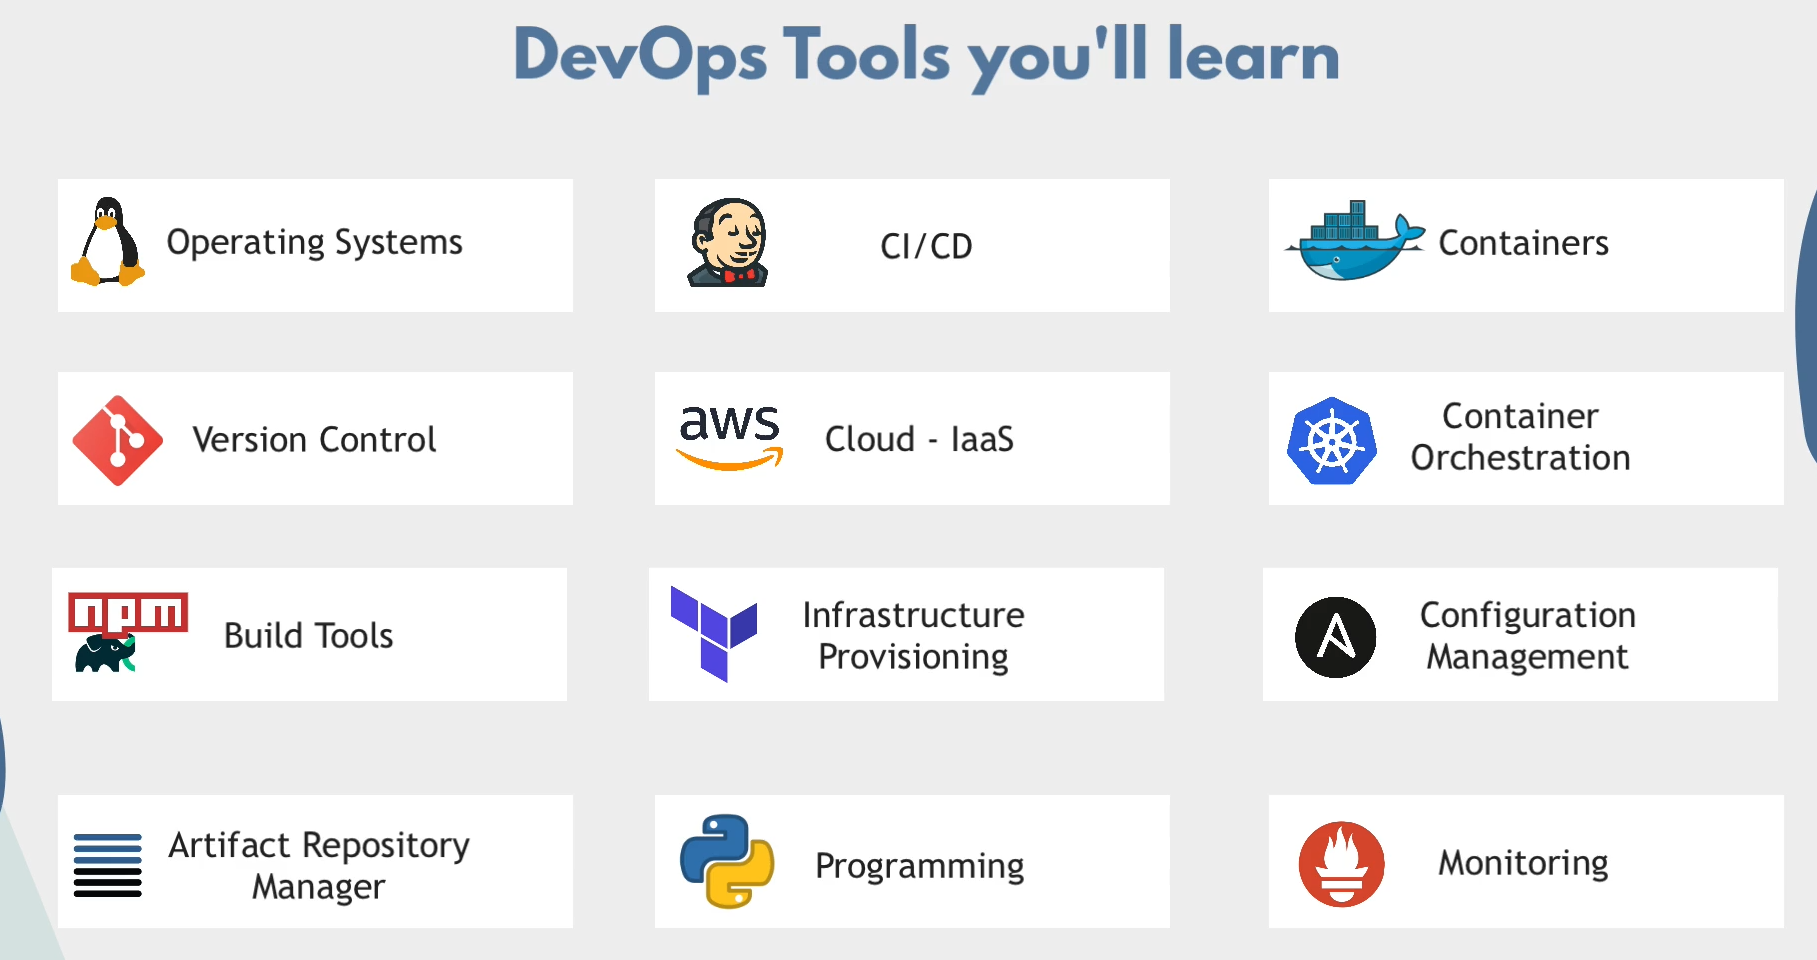 DevOps Tools you'll learn
Operating Systems
CI/CD
Containers
Version Control
aws
Cloud - IaaS
Container
Orchestration
npm
Build Tools
Infrastructure
Provisioning
Configuration
Management
Artifact Repository
Manager
Programming
Monitoring